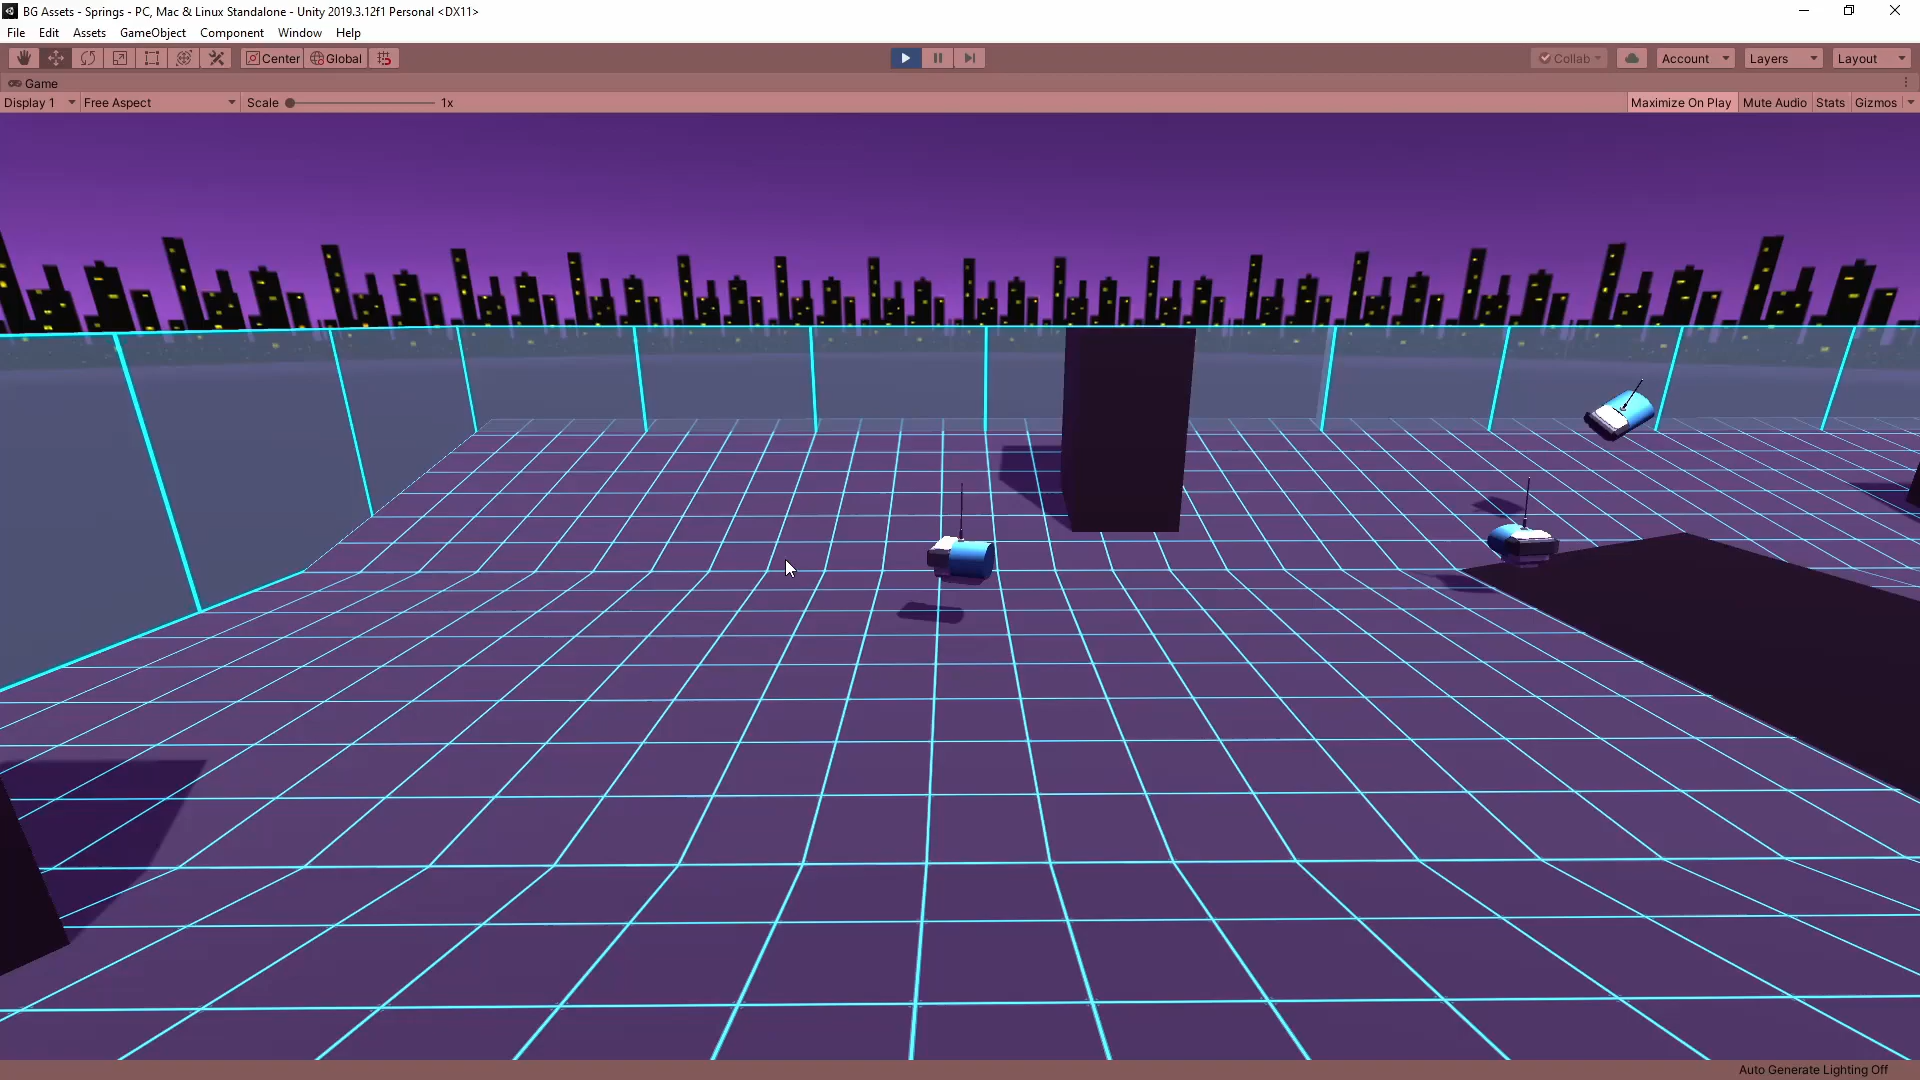 BG Assets - Springs - PC, Mac & Linux Standalone - Unity 2019.3.12f1 Personal <DX11>
File Edit Assets GameObject Component Window Help
Center Global Collab Account Layers Layout
Game
Display 1 Free Aspect Scale 1x Maximize On Play Mute Audio Stats Gizmos
Auto Generate Lighting Off